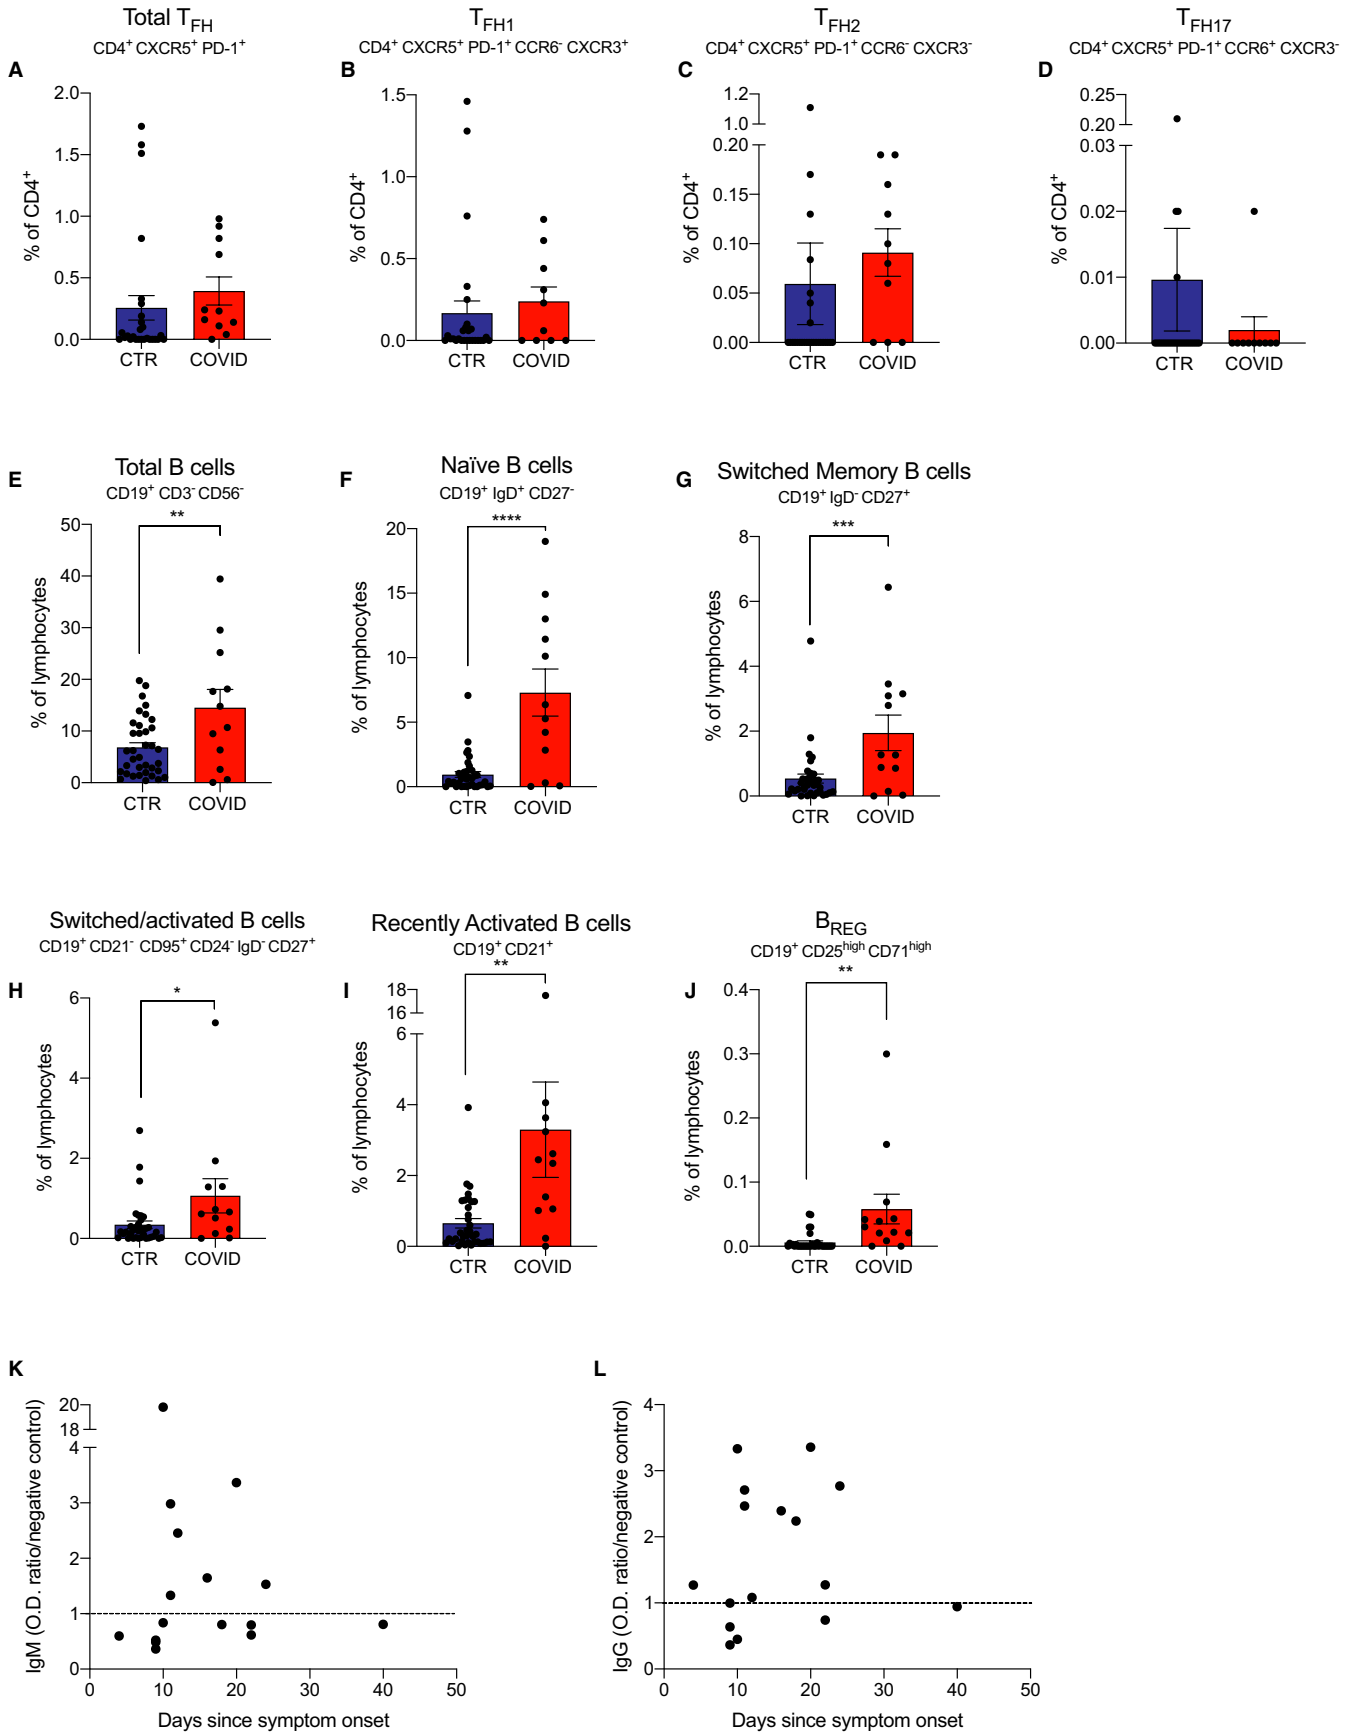 Total T_FH
CD4⁺ CXCR5⁺ PD-1⁺
T_FH1
CD4⁺ CXCR5⁺ PD-1⁺ CCR6⁻ CXCR3⁺
T_FH2
CD4⁺ CXCR5⁺ PD-1⁺ CCR6⁻ CXCR3⁻
T_FH17
CD4⁺ CXCR5⁺ PD-1⁺ CCR6⁺ CXCR3⁻
A
% of CD4⁺
2.0
1.5
1.0
0.5
0.0
CTR COVID
B
% of CD4⁺
1.5
1.0
0.5
0.0
CTR COVID
C
% of CD4⁺
1.2
1.0
0.20
0.15
0.10
0.05
0.00
CTR COVID
D
% of CD4⁺
0.25
0.20
0.03
0.02
0.01
0.00
CTR COVID
E
Total B cells
CD19⁺ CD3⁻ CD56⁻
**
% of lymphocytes
50
40
30
20
10
0
CTR COVID
F
Naïve B cells
CD19⁺ IgD⁺ CD27⁻
****
% of lymphocytes
20
15
10
5
0
CTR COVID
G
Switched Memory B cells
CD19⁺ IgD⁻ CD27⁺
***
% of lymphocytes
8
6
4
2
0
CTR COVID
H
Switched/activated B cells
CD19⁺ CD21⁻ CD95⁺ CD24⁻ IgD⁻ CD27⁺
*
% of lymphocytes
6
4
2
0
CTR COVID
I
Recently Activated B cells
CD19⁺ CD21⁺
**
% of lymphocytes
18
16
6
4
2
0
CTR COVID
J
B_REG
CD19⁺ CD25^high CD71^high
**
% of lymphocytes
0.4
0.3
0.2
0.1
0.0
CTR COVID
K
IgM (O.D. ratio/negative control)
20
18
4
3
2
1
0
0 10 20 30 40 50
Days since symptom onset
L
IgG (O.D. ratio/negative control)
4
3
2
1
0
0 10 20 30 40 50
Days since symptom onset